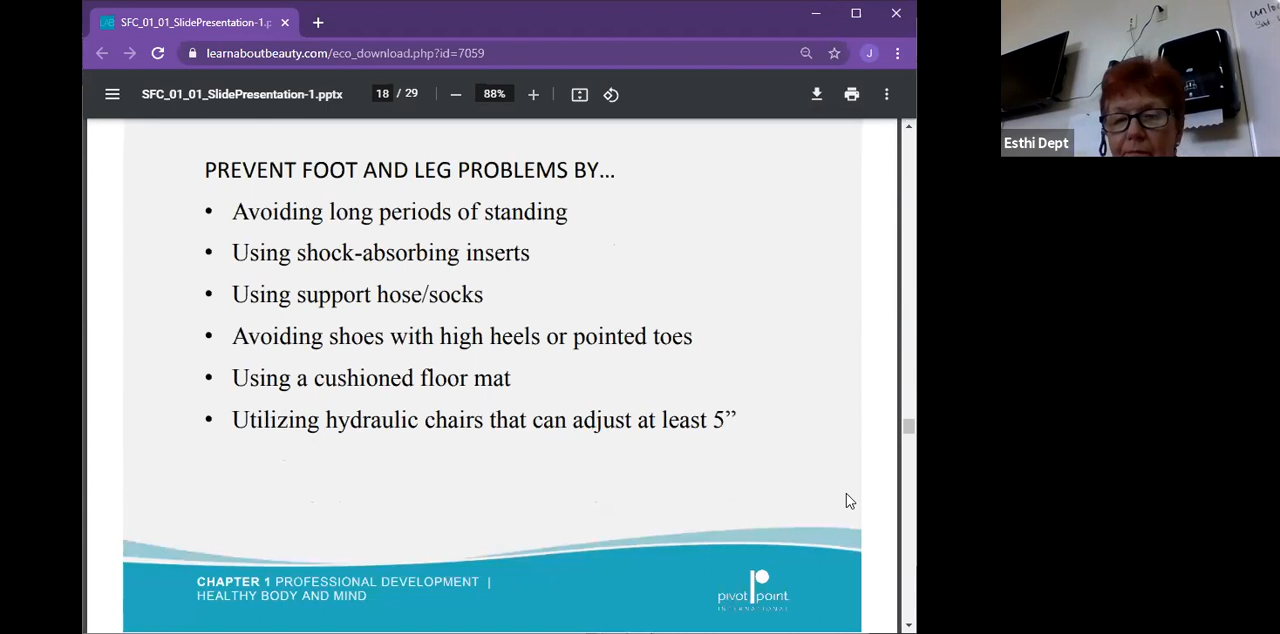 SFC_01_01_SlidePresentation-1.p
learnaboutbeauty.com/eco_download.php?id=7059
J
SFC_01_01_SlidePresentation-1.pptx
18 / 29
88%
PREVENT FOOT AND LEG PROBLEMS BY...
• Avoiding long periods of standing
• Using shock-absorbing inserts
• Using support hose/socks
• Avoiding shoes with high heels or pointed toes
• Using a cushioned floor mat
• Utilizing hydraulic chairs that can adjust at least 5”
CHAPTER 1 PROFESSIONAL DEVELOPMENT |
HEALTHY BODY AND MIND
pivot point
INTERNATIONAL
Esthi Dept